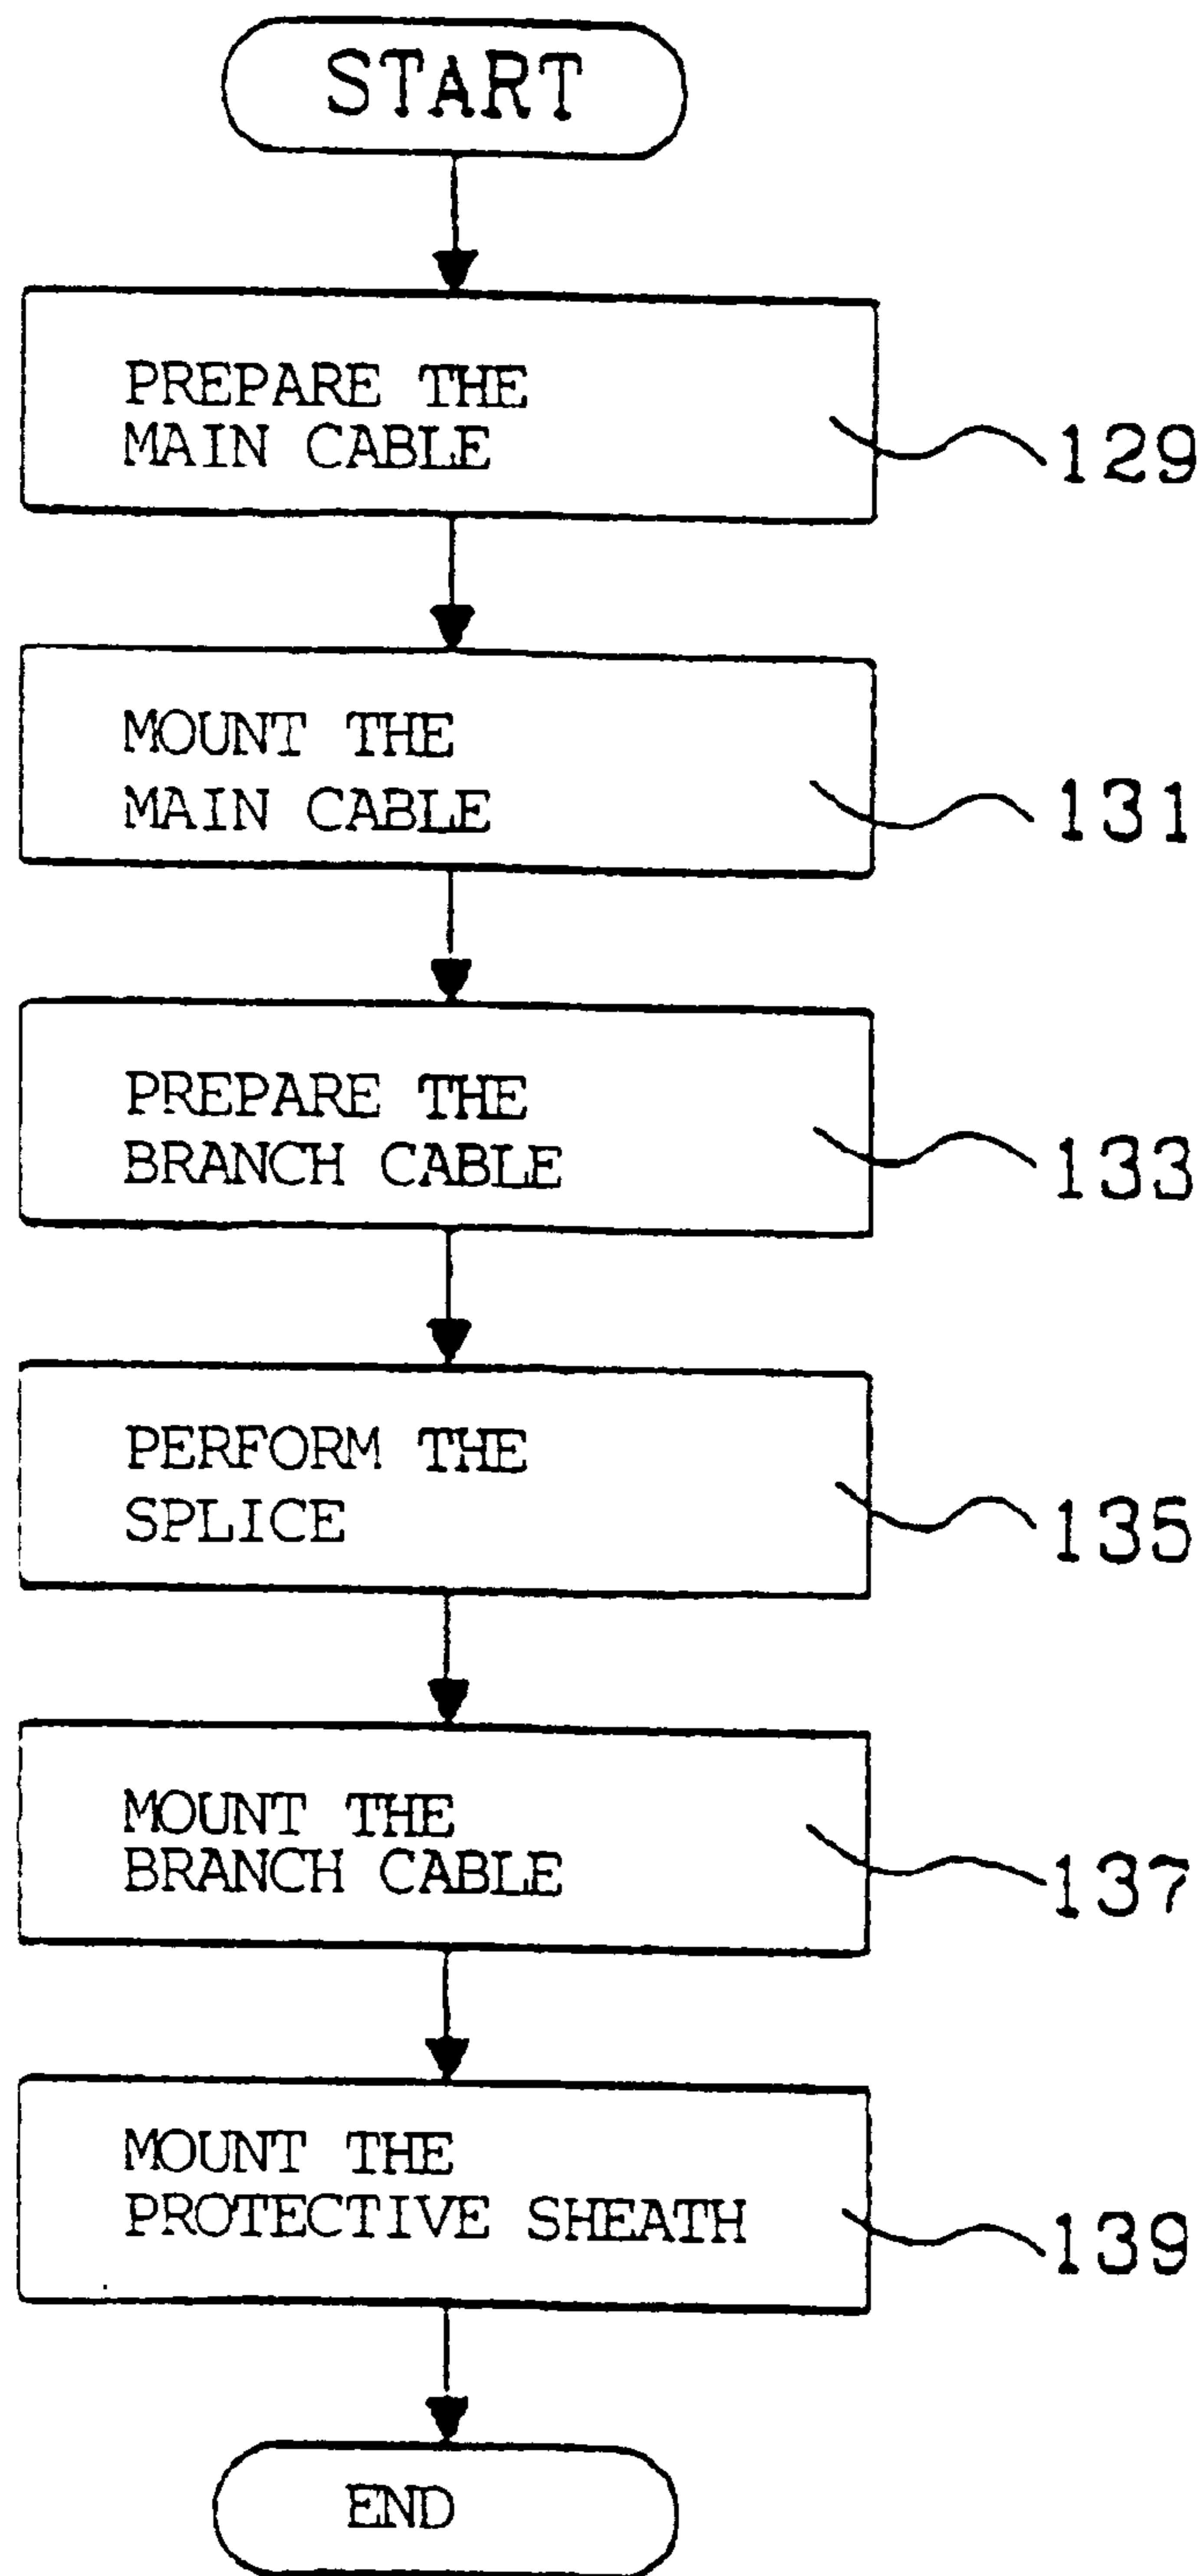 START
PREPARE THE
MAIN CABLE
129
MOUNT THE
MAIN CABLE
131
PREPARE THE
BRANCH CABLE
133
PERFORM THE
SPLICE
135
MOUNT THE
BRANCH CABLE
137
MOUNT THE
PROTECTIVE SHEATH
139
END